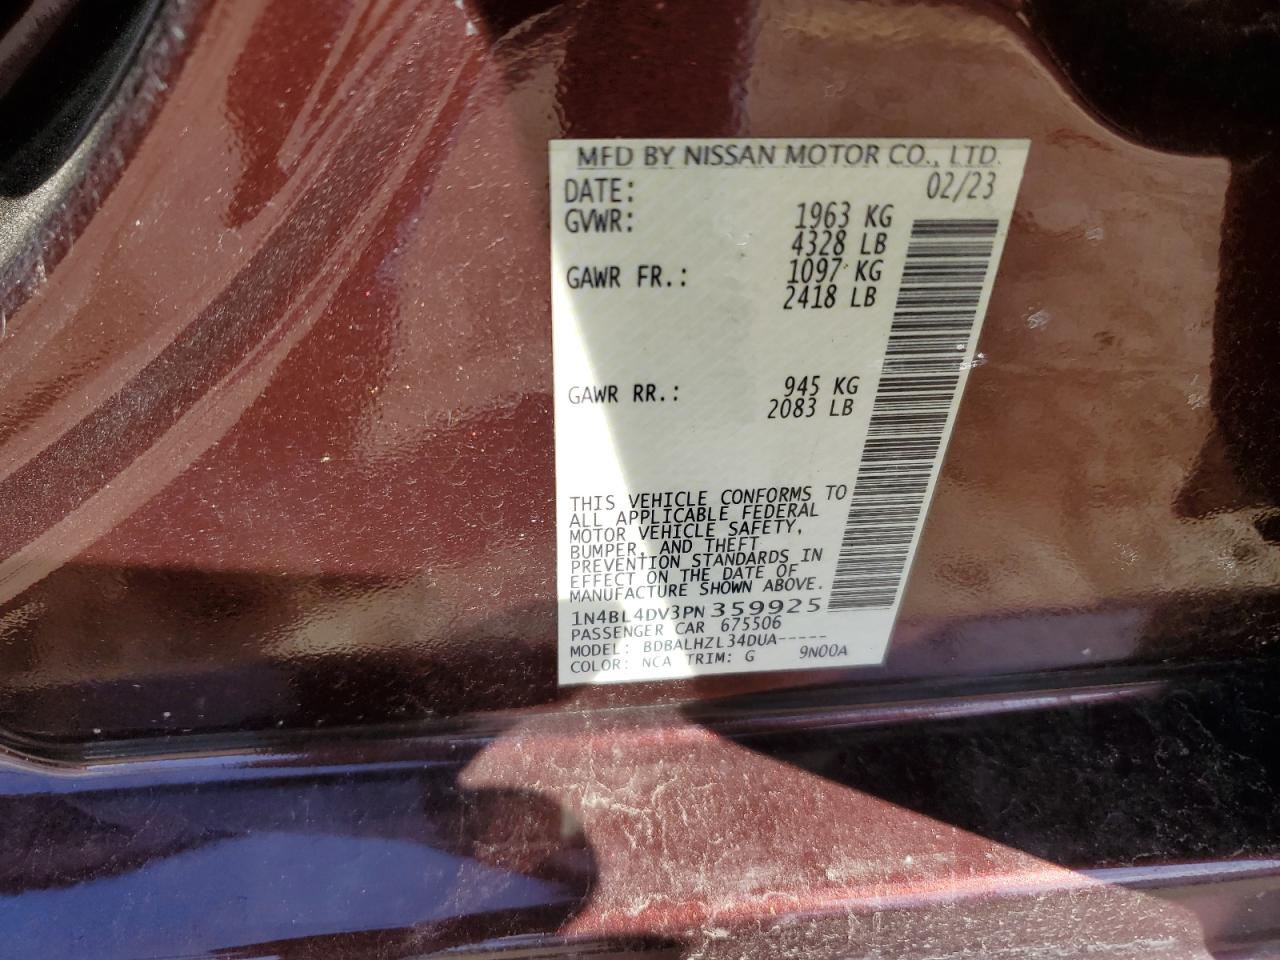 MFD BY NISSAN MOTOR CO., LTD.
DATE: 02/23
GVWR: 1963 KG
4328 LB
GAWR FR.: 1097 KG
2418 LB
GAWR RR.: 945 KG
2083 LB
THIS VEHICLE CONFORMS TO
ALL APPLICABLE FEDERAL
MOTOR VEHICLE SAFETY,
BUMPER, AND THEFT
PREVENTION STANDARDS IN
EFFECT ON THE DATE OF
MANUFACTURE SHOWN ABOVE.
1N4BL4DV3PN359925
PASSENGER CAR 675506
MODEL: BDBALHZL34DUA-----
COLOR: NCA TRIM: G 9N00A